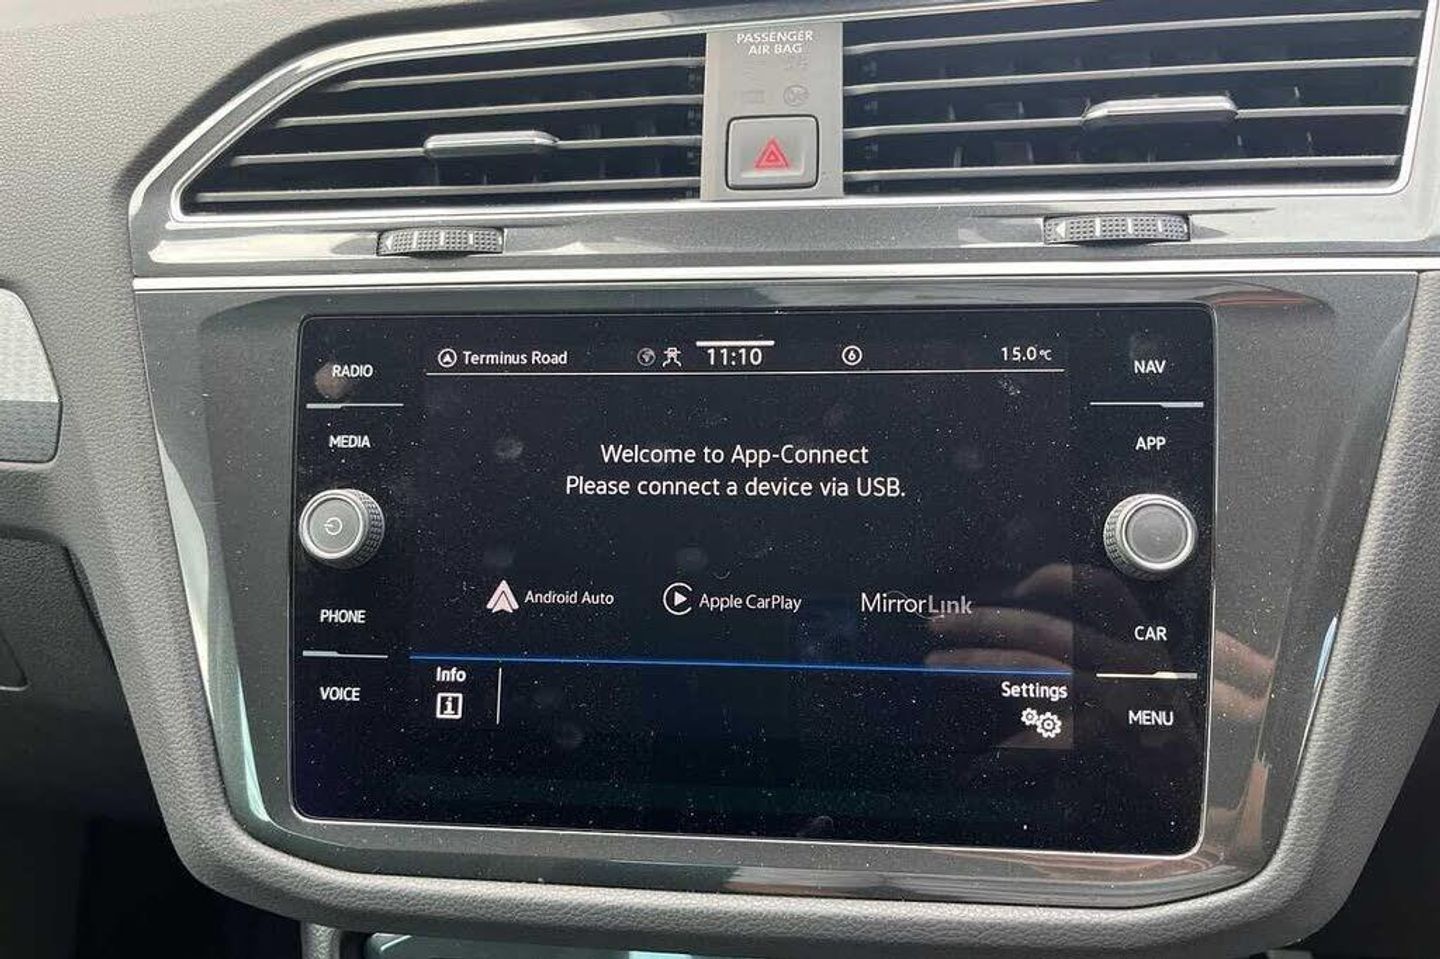 PASSENGER
AIR BAG
RADIO
MEDIA
PHONE
VOICE
Terminus Road
11:10
6
15.0°C
Welcome to App-Connect
Please connect a device via USB.
Android Auto
Apple CarPlay
MirrorLink
Info
i
Settings
NAV
APP
CAR
MENU